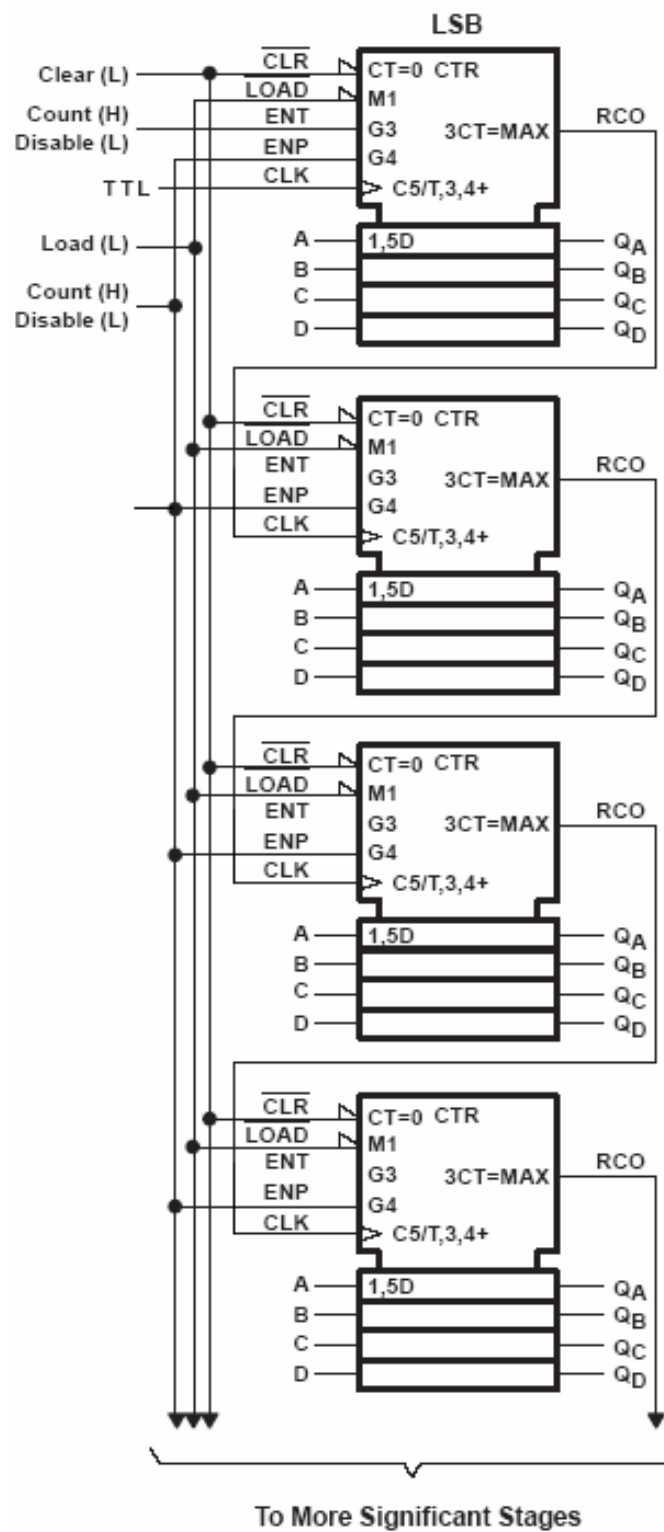 LSB
Clear (L)
CLR
CT=0 CTR
LOAD
M1
Count (H)
Disable (L)
ENT
G3
3CT=MAX
RCO
ENP
G4
TTL
CLK
C5/T,3,4+
Load (L)
Count (H)
Disable (L)
A
1,5D
QA
B
QB
C
QC
D
QD
CLR
CT=0 CTR
LOAD
M1
ENT
G3
3CT=MAX
RCO
ENP
G4
CLK
C5/T,3,4+
A
1,5D
QA
B
QB
C
QC
D
QD
CLR
CT=0 CTR
LOAD
M1
ENT
G3
3CT=MAX
RCO
ENP
G4
CLK
C5/T,3,4+
A
1,5D
QA
B
QB
C
QC
D
QD
CLR
CT=0 CTR
LOAD
M1
ENT
G3
3CT=MAX
RCO
ENP
G4
CLK
C5/T,3,4+
A
1,5D
QA
B
QB
C
QC
D
QD
To More Significant Stages